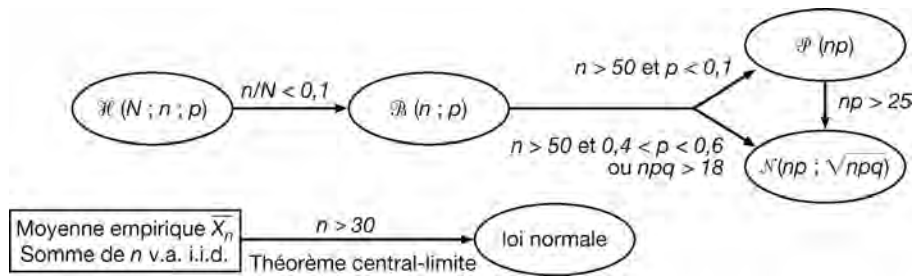 𝒫 (np)
n > 50 et p < 0,1
n/N < 0,1
ℋ (N ; n ; p)
ℬ (n ; p)
np > 25
n > 50 et 0,4 < p < 0,6
ou npq > 18
𝒩(np ; √npq)
Moyenne empirique X̅n
Somme de n v.a. i.i.d.
n > 30
Théorème central-limite
loi normale